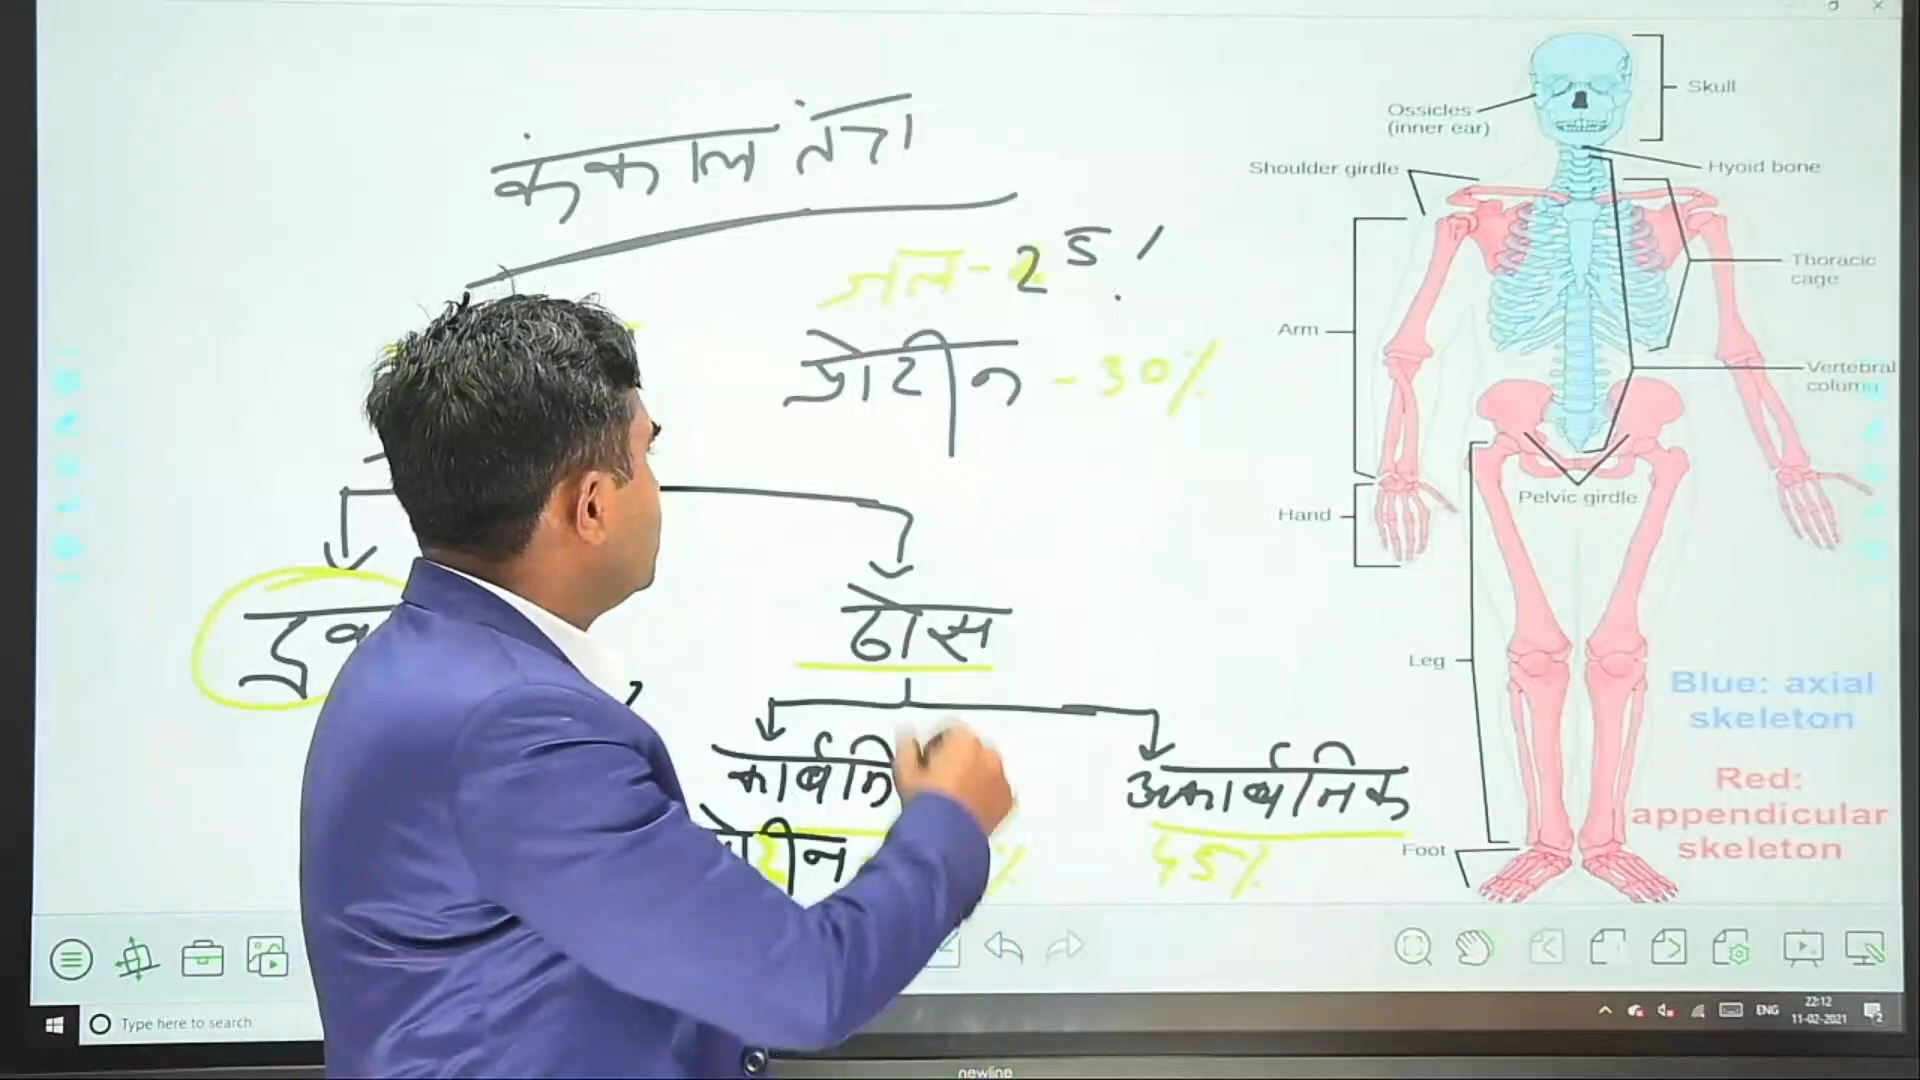 कंकाल तंत्र
जल - 25%
प्रोटीन - 30%
ठोस
अकार्बनिक
45%
Skull
Ossicles
(inner ear)
Hyoid bone
Shoulder girdle
Thoracic
cage
Arm
Vertebral
column
Pelvic girdle
Hand
Leg
Blue: axial
skeleton
Red:
appendicular
skeleton
Foot
Type here to search
ENG
22:12
11-02-2021
newline